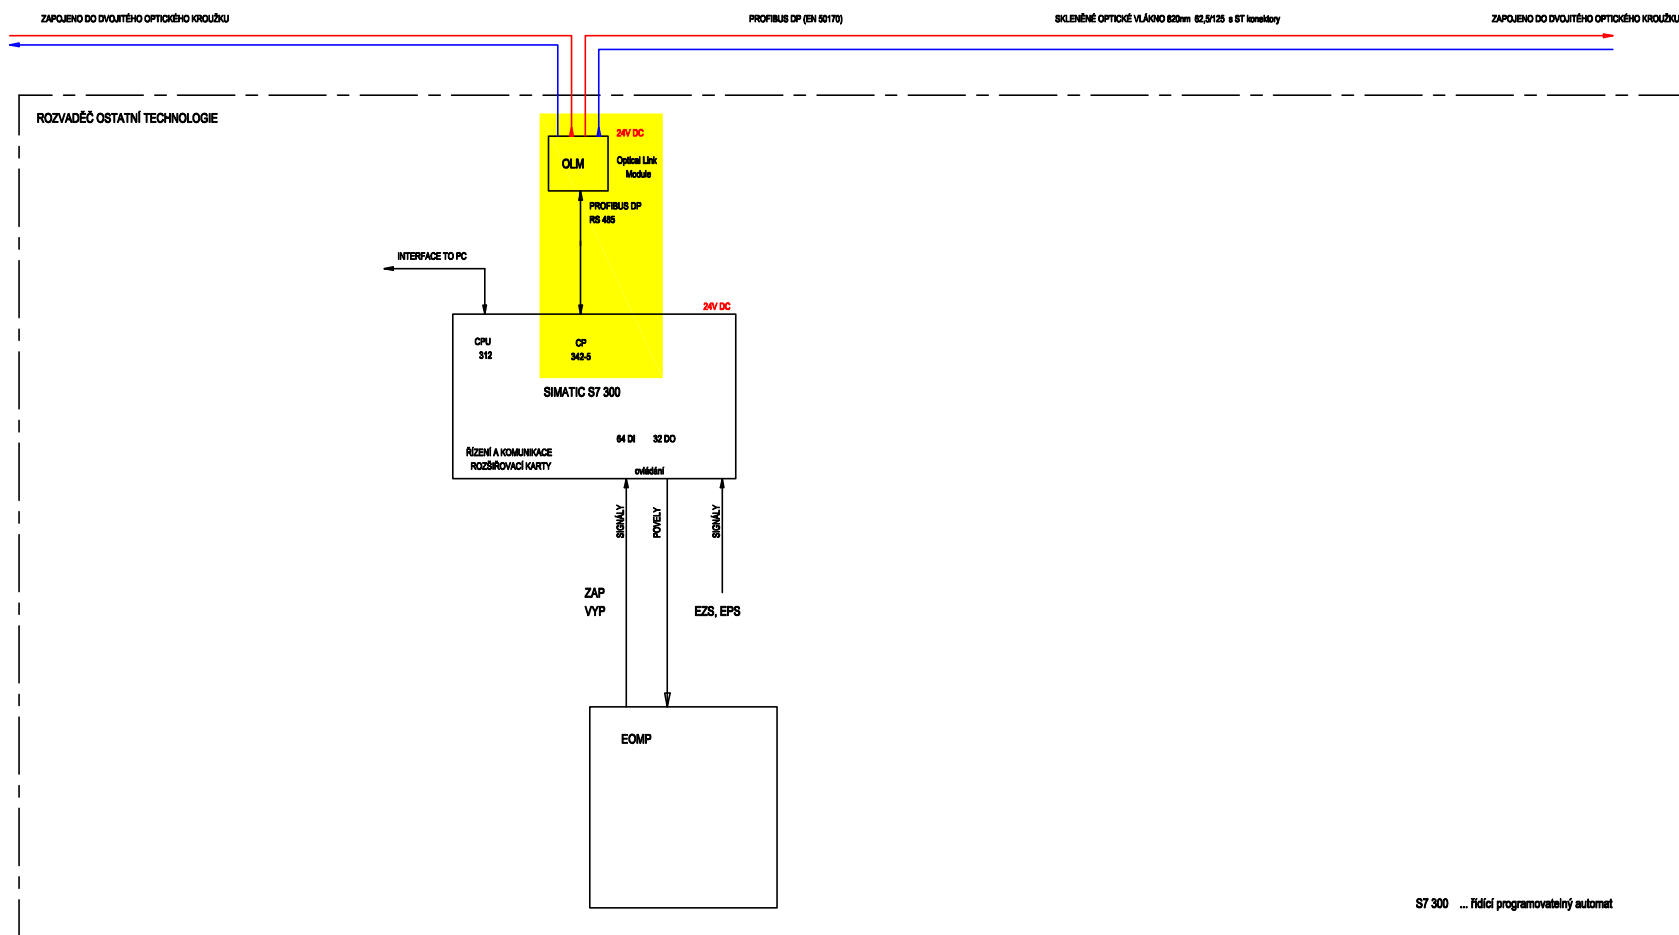 ZAPOJENO DO DVOJITÉHO OPTICKÉHO KROUŽKU
PROFIBUS DP (EN 50170)
SKLENĚNÉ OPTICKÉ VLÁKNO 820nm 62,5/125 s ST konektory
ZAPOJENO DO DVOJITÉHO OPTICKÉHO KROUŽKU
ROZVADĚČ OSTATNÍ TECHNOLOGIE
24V DC
OLM
Optical Link
Module
PROFIBUS DP
RS 485
INTERFACE TO PC
24V DC
CPU
312
CP
342-5
SIMATIC S7 300
64 DI
32 DO
ŘÍZENÍ A KOMUNIKACE
ROZŠIŘOVACÍ KARTY
ovládání
SIGNÁLY
POVELY
SIGNÁLY
ZAP
VYP
EZS, EPS
EOMP
S7 300 ... řídící programovatelný automat